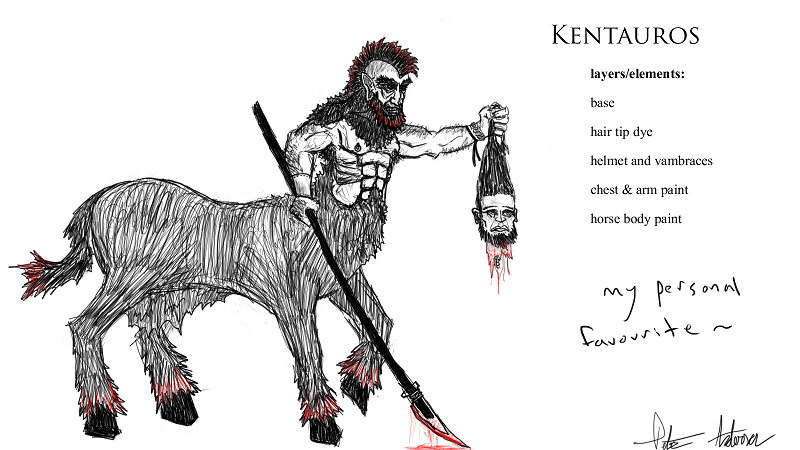 KENTAUROS
layers/elements:
base
hair tip dye
helmet and vambraces
chest & arm paint
horse body paint
my personal
favourite ~